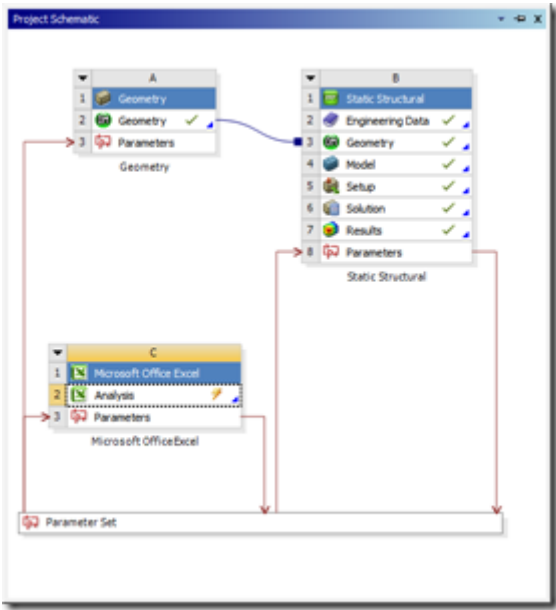 Project Schematic
A
1 Geometry
2 Geometry
3 Parameters
Geometry
B
1 Static Structural
2 Engineering Data
3 Geometry
4 Model
5 Setup
6 Solution
7 Results
8 Parameters
Static Structural
C
1 Microsoft Office Excel
2 Analysis
3 Parameters
Microsoft Office Excel
Parameter Set